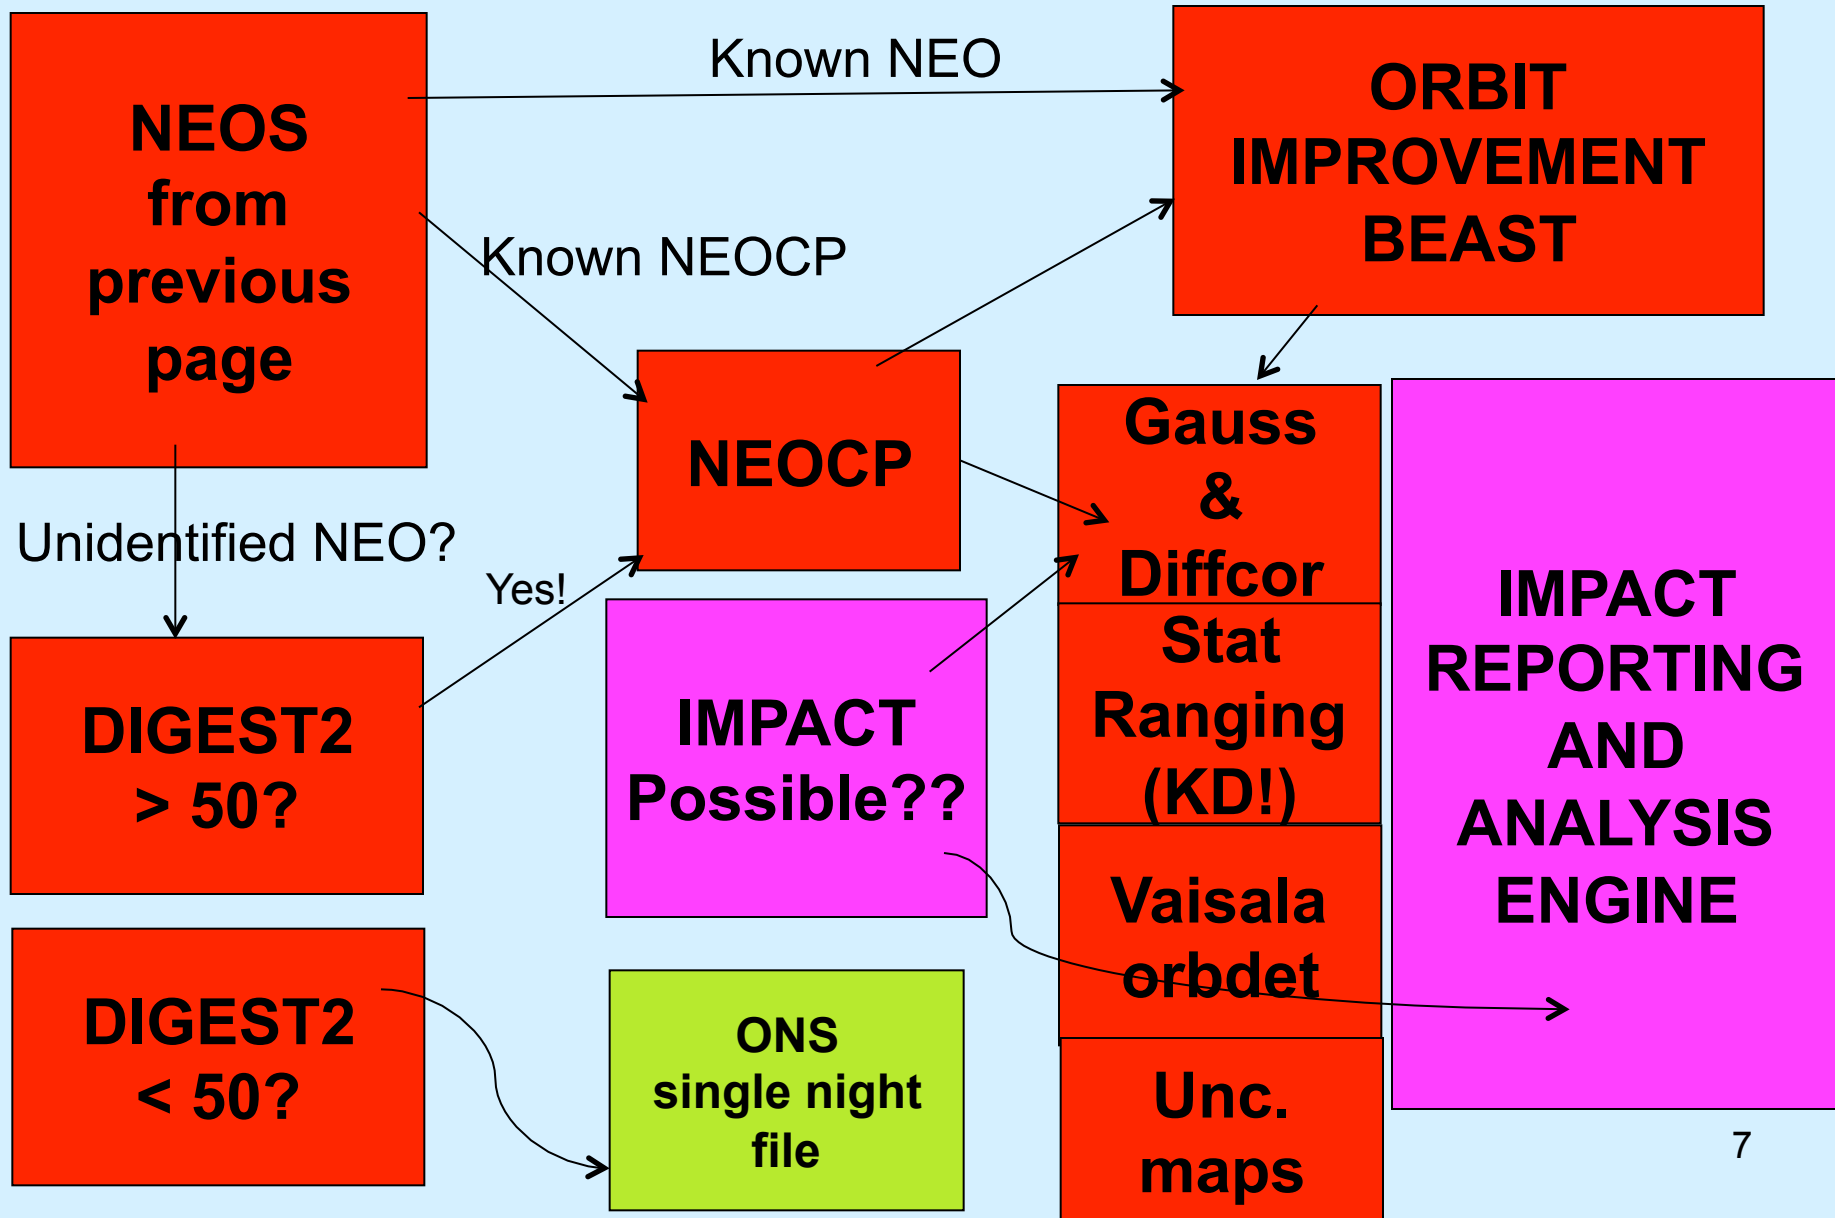 NEOS
from
previous
page
Known NEO
ORBIT
IMPROVEMENT
BEAST
Known NEOCP
NEOCP
Unidentified NEO?
Yes!
DIGEST2
> 50?
IMPACT
Possible??
Gauss
&
Diffcor
Stat
Ranging
(KD!)
Vaisala
orbdet
Unc.
maps
IMPACT
REPORTING
AND
ANALYSIS
ENGINE
DIGEST2
< 50?
ONS
single night
file
7